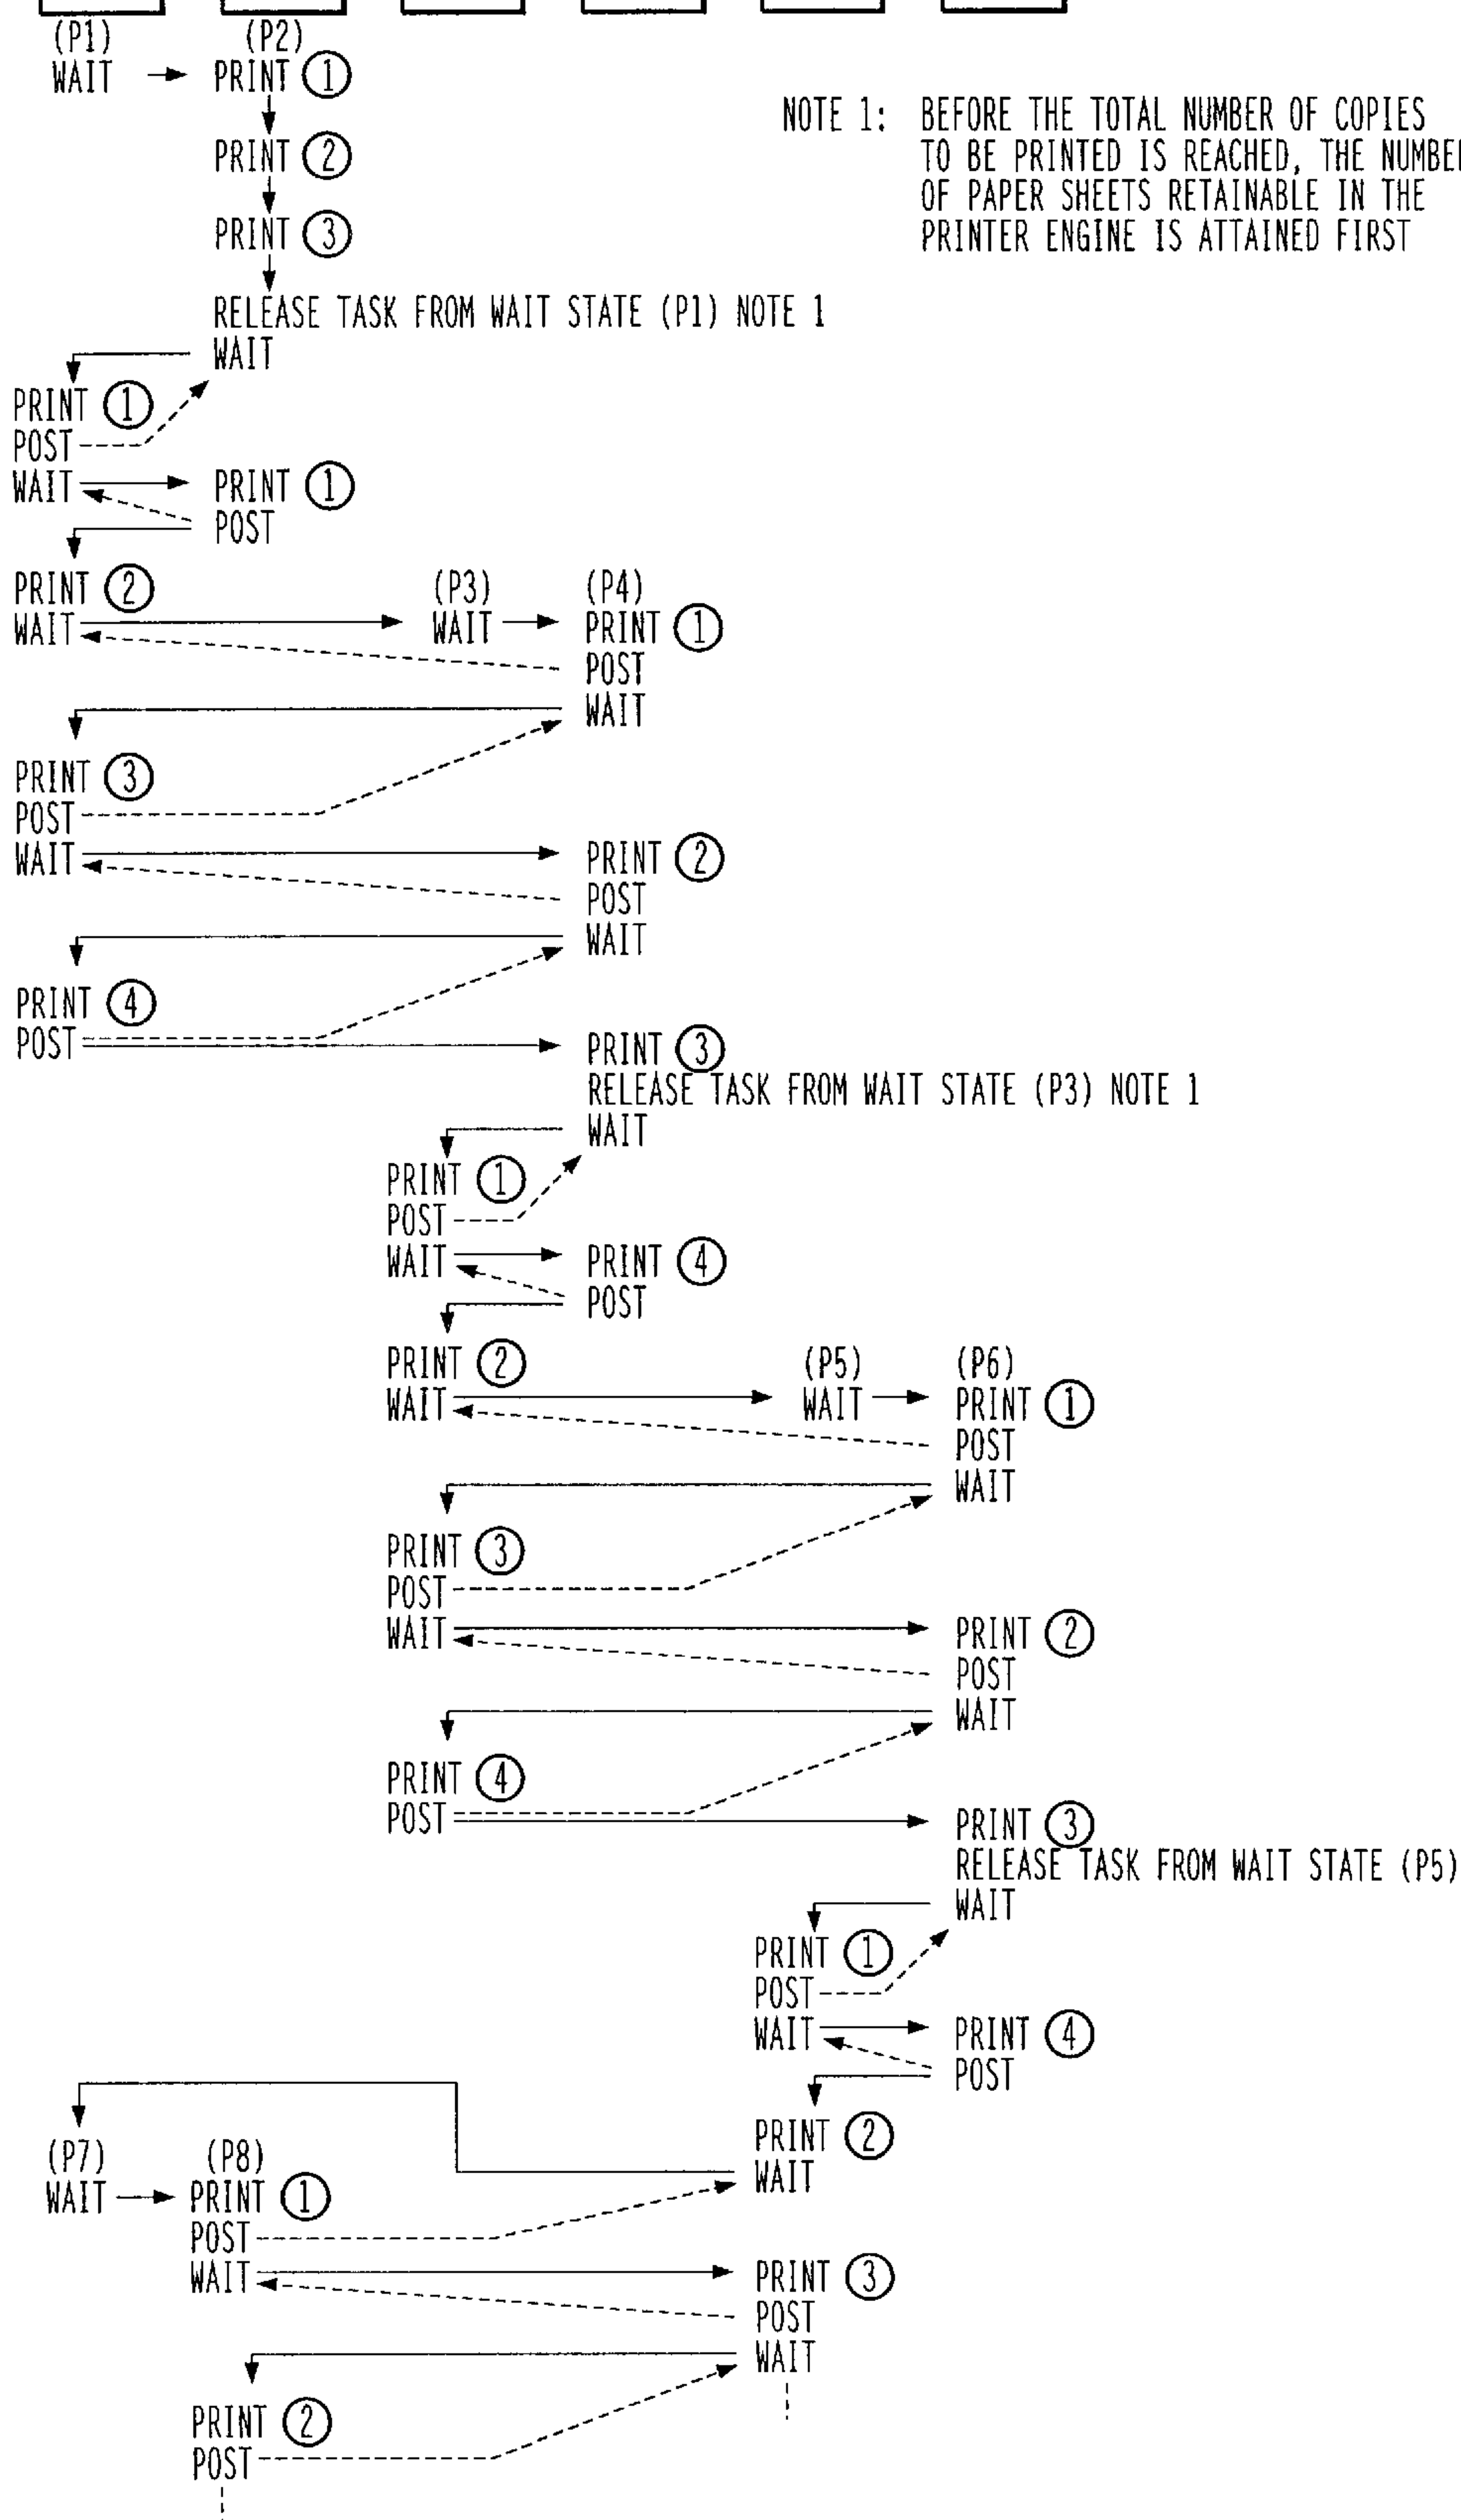 (P1) (P2)
WAIT PRINT 1
NOTE 1: BEFORE THE TOTAL NUMBER OF COPIES
PRINT 2 TO BE PRINTED IS REACHED, THE NUMBER
OF PAPER SHEETS RETAINABLE IN THE
PRINT 3 PRINTER ENGINE IS ATTAINED FIRST
RELEASE TASK FROM WAIT STATE (P1) NOTE 1
WAIT
PRINT 1
POST
WAIT PRINT 1
POST
PRINT 2 (P3) (P4)
WAIT WAIT PRINT 1
POST
WAIT
PRINT 3
POST
WAIT PRINT 2
POST
WAIT
PRINT 4
POST PRINT 3
RELEASE TASK FROM WAIT STATE (P3) NOTE 1
WAIT
PRINT 1
POST
WAIT PRINT 4
POST
PRINT 2 (P5) (P6)
WAIT WAIT PRINT 1
POST
WAIT
PRINT 3
POST
WAIT PRINT 2
POST
WAIT
PRINT 4
POST PRINT 3
RELEASE TASK FROM WAIT STATE (P5)
WAIT
PRINT 1
POST
WAIT PRINT 4
POST
PRINT 2
(P7) (P8) WAIT
WAIT PRINT 1
POST
WAIT PRINT 3
POST
WAIT
PRINT 2
POST